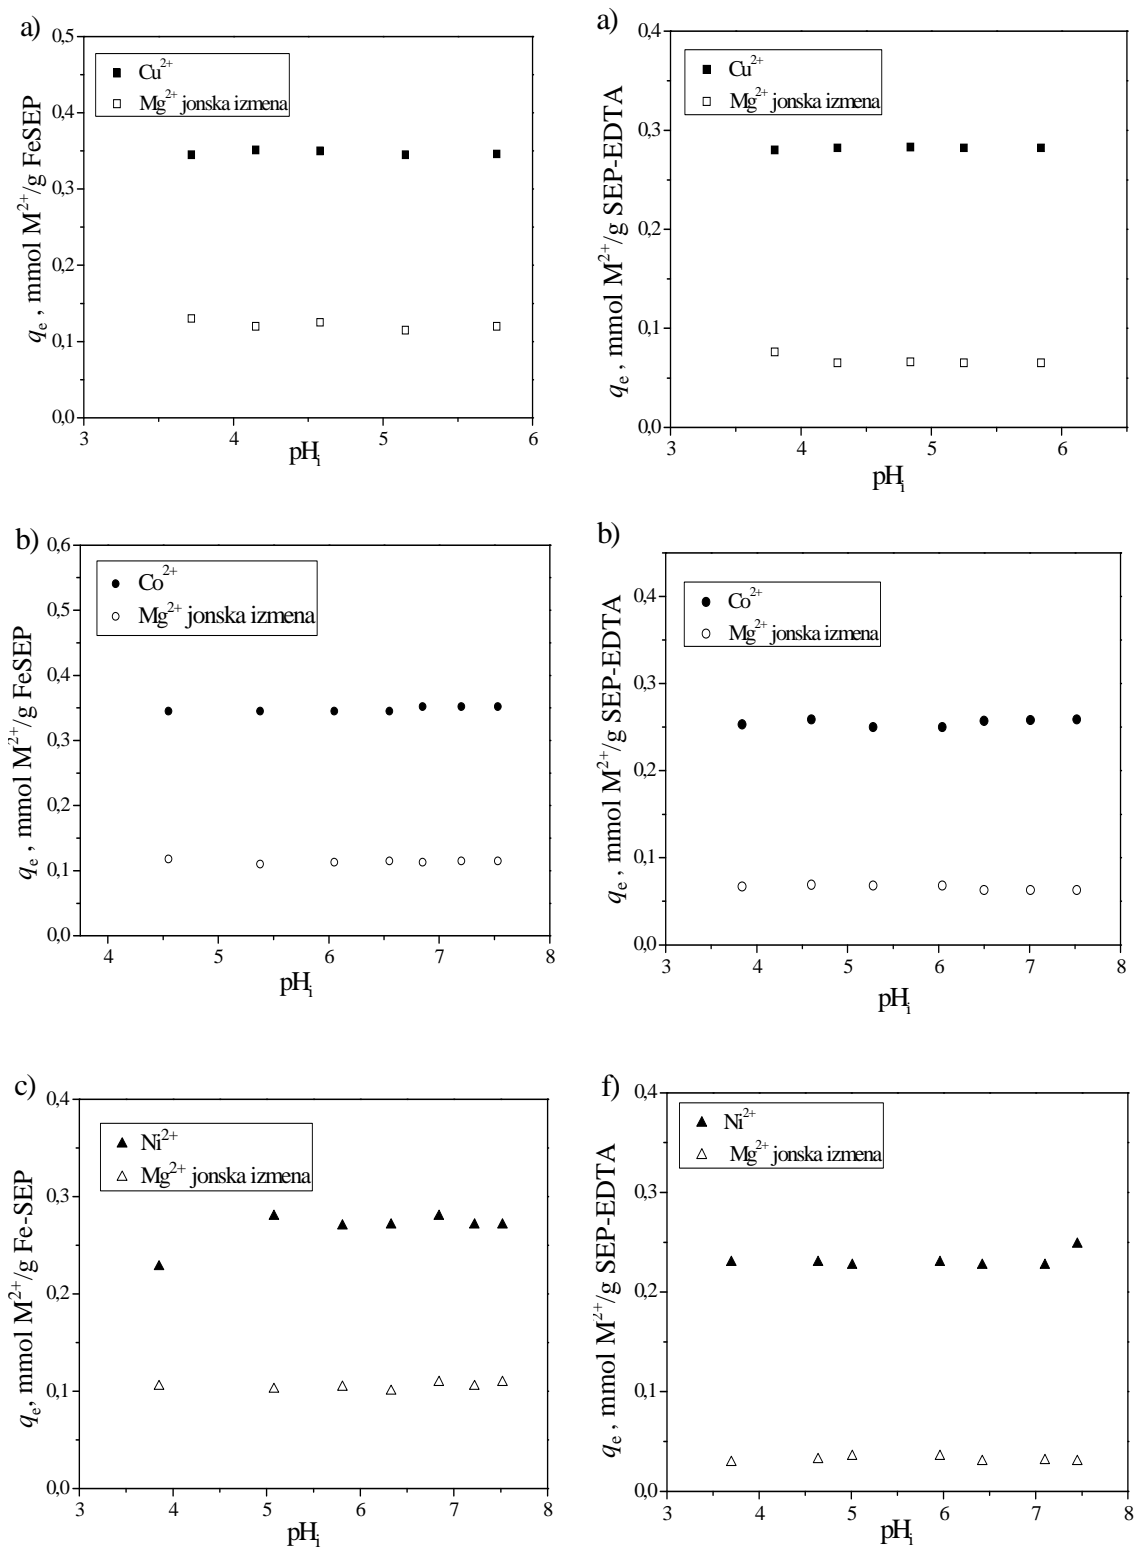 a)
0,5
0,4
0,3
0,2
0,1
0,0
Cu2+
Mg2+ jonska izmena
qe , mmol M2+/g FeSEP
3 4 5 6
pHi
a)
0,4
0,3
0,2
0,1
0,0
Cu2+
Mg2+ jonska izmena
qe , mmol M2+/g SEP-EDTA
3 4 5 6
pHi
b)
0,6
0,5
0,4
0,3
0,2
0,1
0,0
Co2+
Mg2+ jonska izmena
qe , mmol M2+/g FeSEP
4 5 6 7 8
pHi
b)
0,4
0,3
0,2
0,1
0,0
Co2+
Mg2+ jonska izmena
qe , mmol M2+/g SEP-EDTA
3 4 5 6 7 8
pHi
c)
0,4
0,3
0,2
0,1
0,0
Ni2+
Mg2+ jonska izmena
qe, mmol M2+/g Fe-SEP
3 4 5 6 7 8
pHi
f)
0,4
0,3
0,2
0,1
0,0
Ni2+
Mg2+ jonska izmena
qe , mmol M2+/g SEP-EDTA
3 4 5 6 7 8
pHi